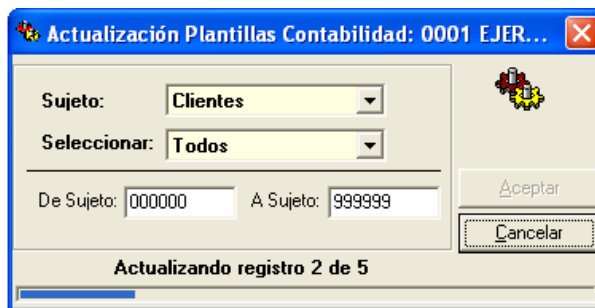 Actualización Plantillas Contabilidad: 0001 EJER...
Sujeto: Clientes
Seleccionar: Todos
De Sujeto: 000000 A Sujeto: 999999
Aceptar
Cancelar
Actualizando registro 2 de 5